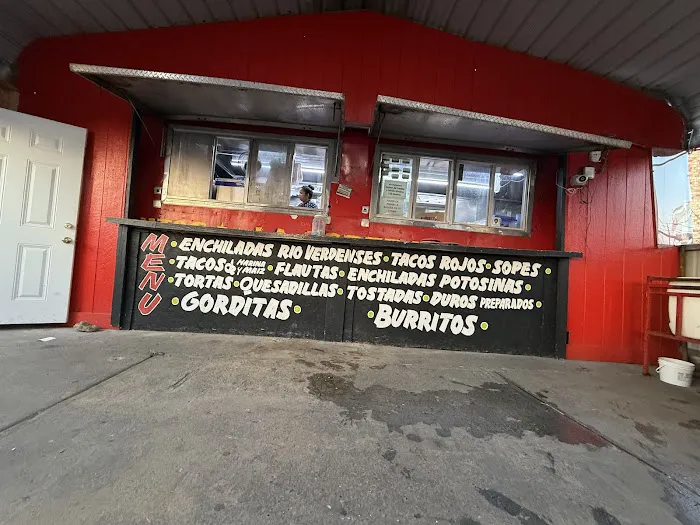 MENU
ENCHILADAS RIO VERDENSES • TACOS ROJOS • SOPES •
• TACOS d HARINA Y MAIZ • FLAUTAS • ENCHILADAS POTOSINAS •
• TORTAS • QUESADILLAS • TOSTADAS • DUROS PREPARADOS •
• GORDITAS •
• BURRITOS •